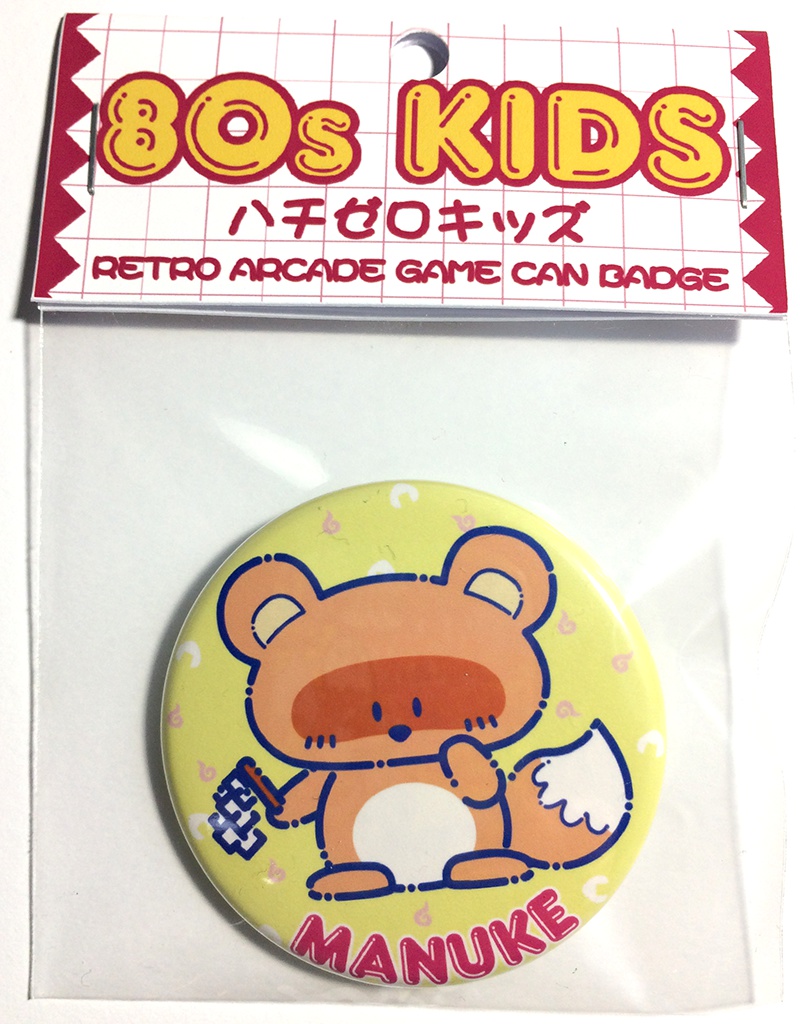 80s KIDS
ハチゼロキッズ
RETRO ARCADE GAME CAN BADGE
MANUKE